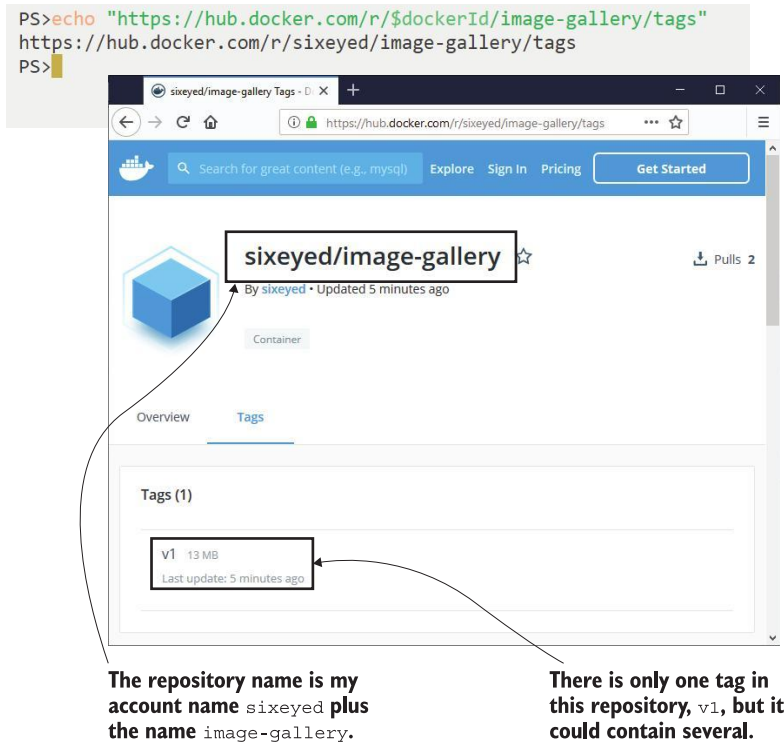 PS>echo "https://hub.docker.com/r/$dockerId/image-gallery/tags"
https://hub.docker.com/r/sixeyed/image-gallery/tags
PS>
sixeyed/image-gallery Tags - D
https://hub.docker.com/r/sixeyed/image-gallery/tags
Search for great content (e.g., mysql) Explore Sign In Pricing Get Started
sixeyed/image-gallery
Pulls 2
By sixeyed • Updated 5 minutes ago
Container
Overview Tags
Tags (1)
v1 13 MB
Last update: 5 minutes ago
The repository name is my
account name sixeyed plus
the name image-gallery.
There is only one tag in
this repository, v1, but it
could contain several.